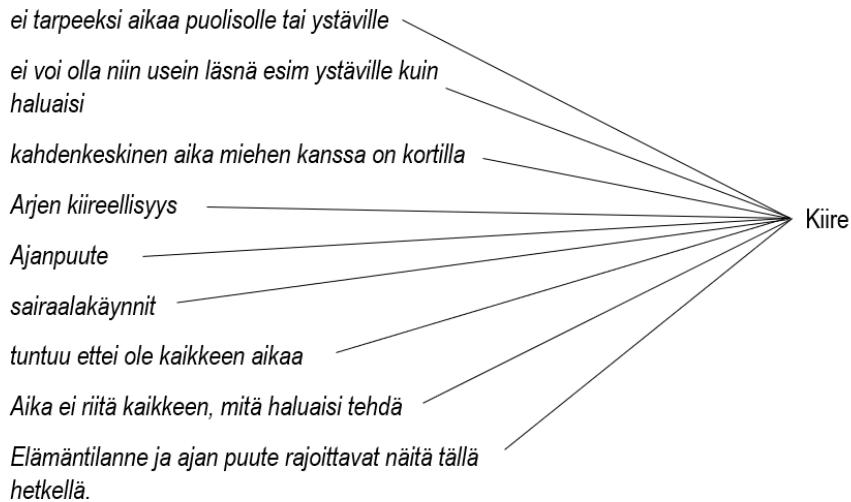 ei tarpeeksi aikaa puolisolle tai ystäville
ei voi olla niin usein läsnä esim ystäville kuin
haluaisi
kahdenkeskinen aika miehen kanssa on kortilla
Arjen kiireellisyys
Kiire
Ajanpuute
sairaalakäynnit
tuntuu ettei ole kaikkeen aikaa
Aika ei riitä kaikkeen, mitä haluaisi tehdä
Elämäntilanne ja ajan puute rajoittavat näitä tällä
hetkellä.